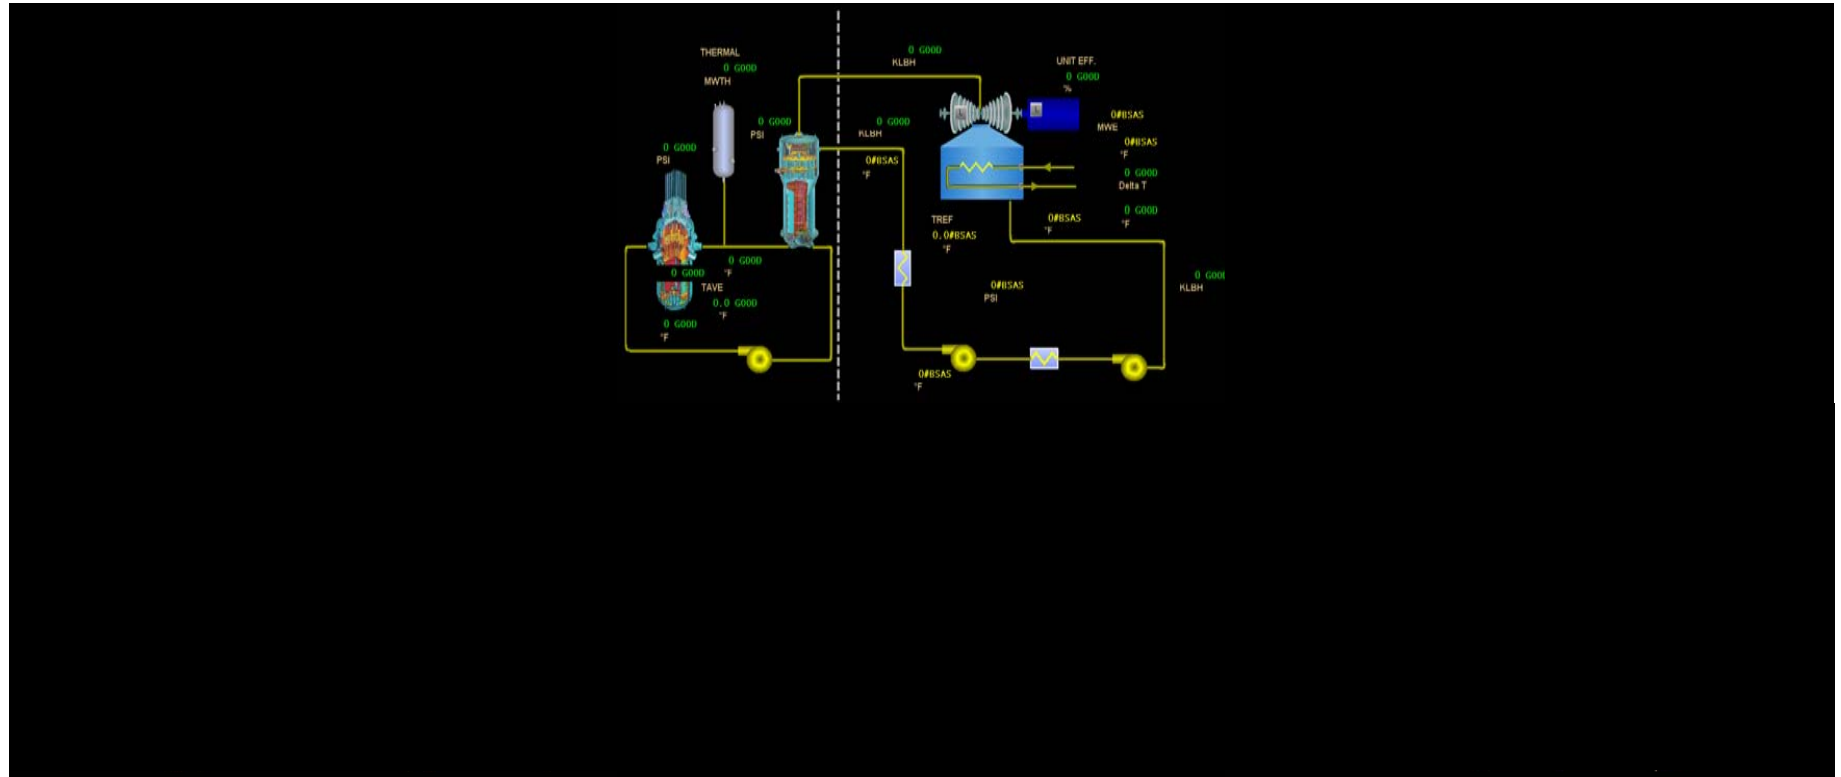 0 GOOD
KLBH
THERMAL
0 GOOD
MWTH
UNIT EFF.
0 GOOD
%
0 GOOD
PSI
0 GOOD
KLBH
0#BSAS
MWE
0#BSAS
°F
0 GOOD
PSI
0#BSAS
°F
0 GOOD
Delta T
0 GOOD
°F
TREF
0.0#BSAS
°F
0#BSAS
°F
0 GOOD
°F
0 GOOD
TAVE
0.0 GOOD
°F
0#BSAS
PSI
0 GOOD
KLBH
0 GOOD
°F
0#BSAS
°F